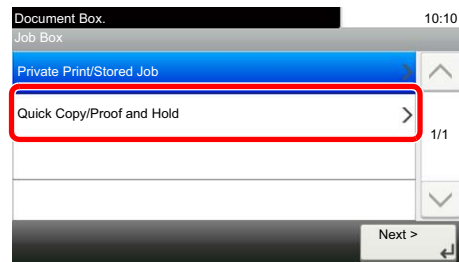 Document Box.
10:10
Job Box
Private Print/Stored Job
Quick Copy/Proof and Hold
1/1
Next >